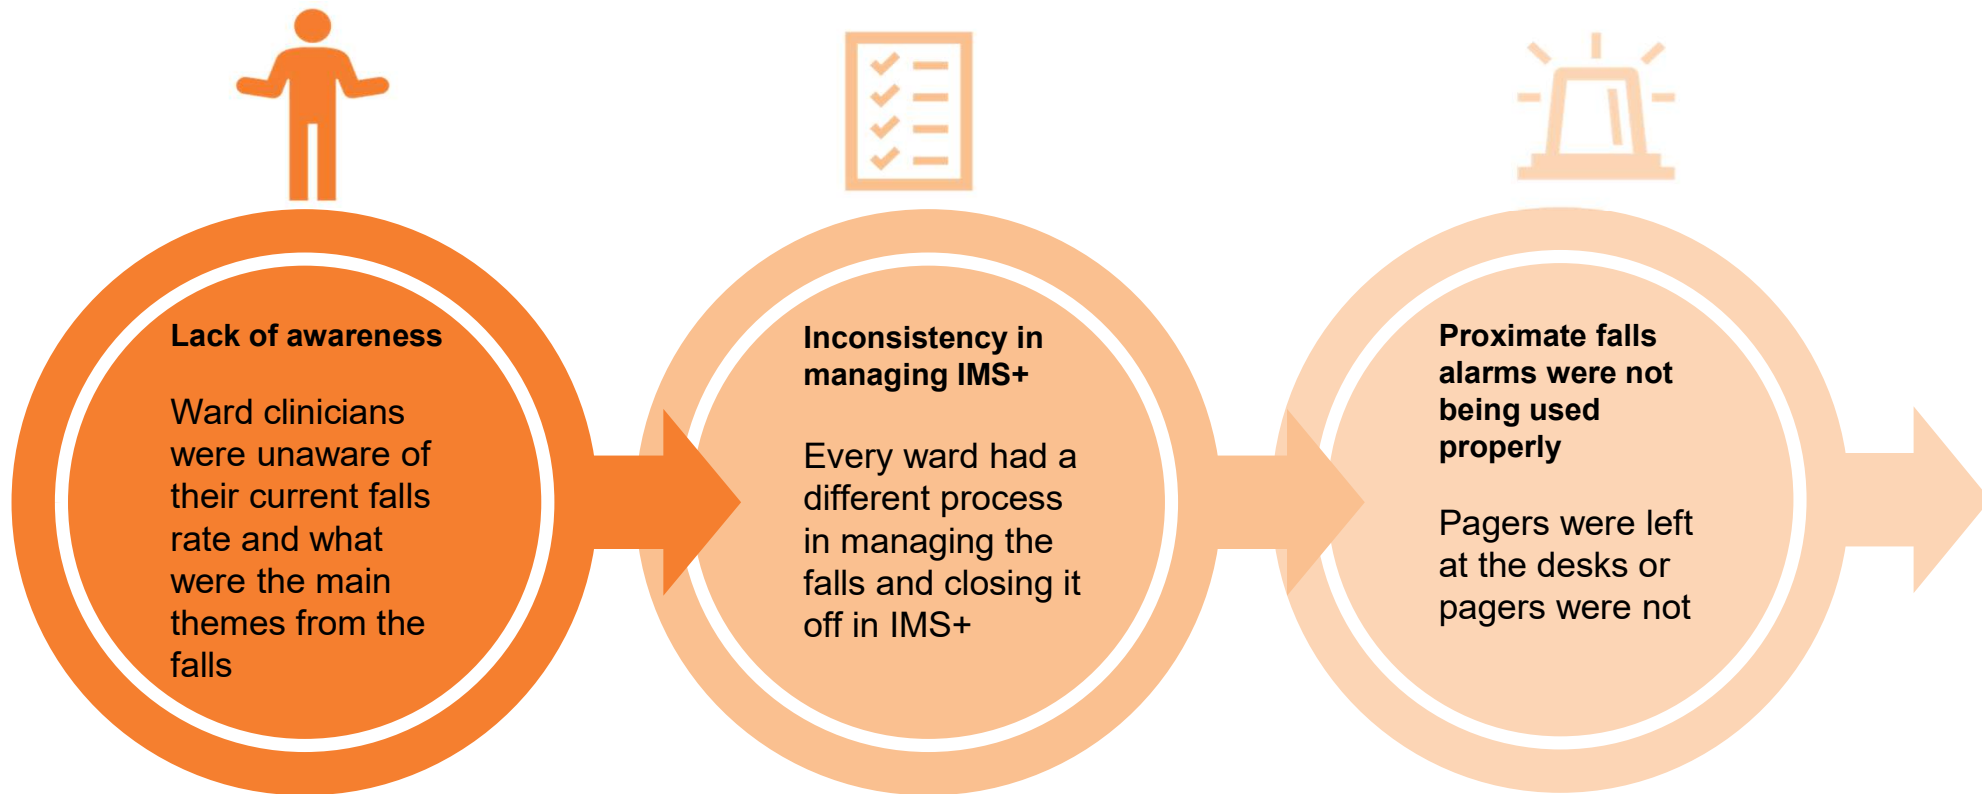 Lack of awareness
Ward clinicians
were unaware of
their current falls
rate and what
were the main
themes from the
falls
Inconsistency in
managing IMS+
Every ward had a
different process
in managing the
falls and closing it
off in IMS+
Proximate falls
alarms were not
being used
properly
Pagers were left
at the desks or
pagers were not